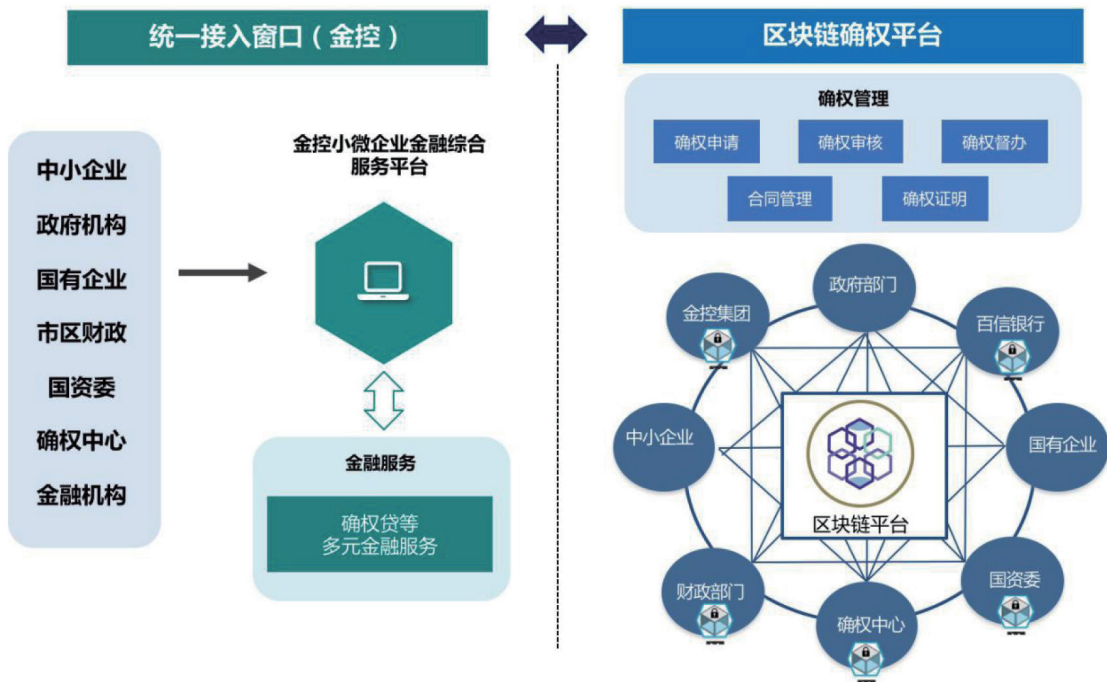 统一接入窗口（金控）
区块链确权平台
中小企业
政府机构
国有企业
市区财政
国资委
确权中心
金融机构
金控小微企业金融综合
服务平台
金融服务
确权贷等
多元金融服务
确权管理
确权申请
确权审核
确权督办
合同管理
确权证明
政府部门
金控集团
百信银行
中小企业
国有企业
区块链平台
财政部门
国资委
确权中心